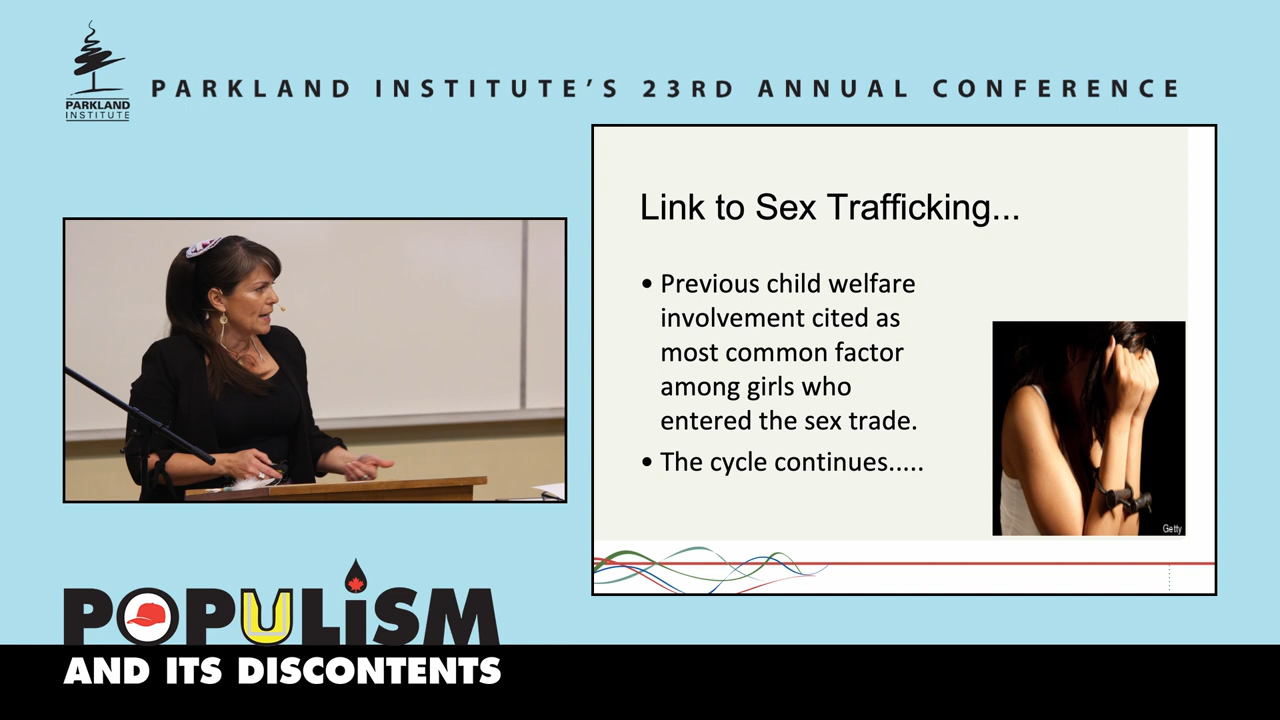 PARKLAND
INSTITUTE
PARKLAND INSTITUTE'S 23RD ANNUAL CONFERENCE
Link to Sex Trafficking...
• Previous child welfare
involvement cited as
most common factor
among girls who
entered the sex trade.
• The cycle continues.....
Getty
POPULiSM
AND ITS DISCONTENTS